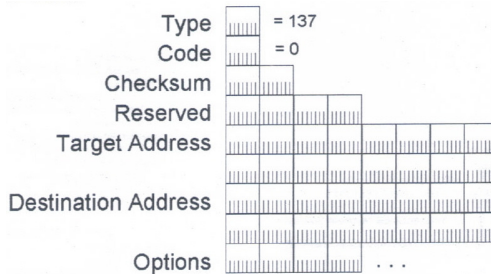 Type = 137
Code = 0
Checksum
Reserved
Target Address
Destination Address
Options . . .